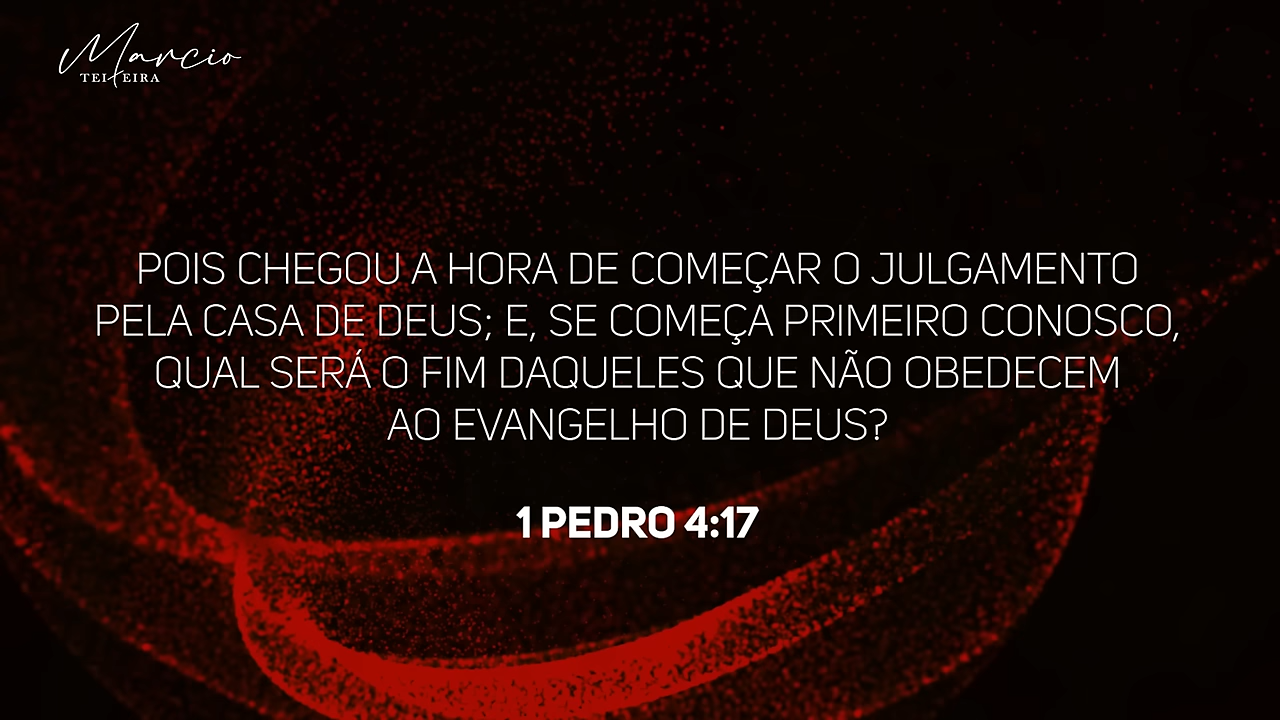 Marcio
TEIXEIRA
POIS CHEGOU A HORA DE COMEÇAR O JULGAMENTO
PELA CASA DE DEUS; E, SE COMEÇA PRIMEIRO CONOSCO,
QUAL SERÁ O FIM DAQUELES QUE NÃO OBEDECEM
AO EVANGELHO DE DEUS?
1 PEDRO 4:17